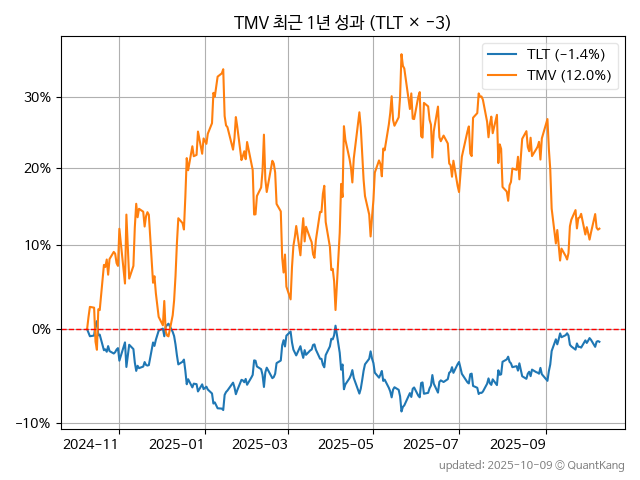 TMV 최근 1년 성과 (TLT × −3)
TLT (−1.4%)
TMV (12.0%)
30%
20%
10%
0%
−10%
2024-11
2025-01
2025-03
2025-05
2025-07
2025-09
updated: 2025-10-09 © QuantKang